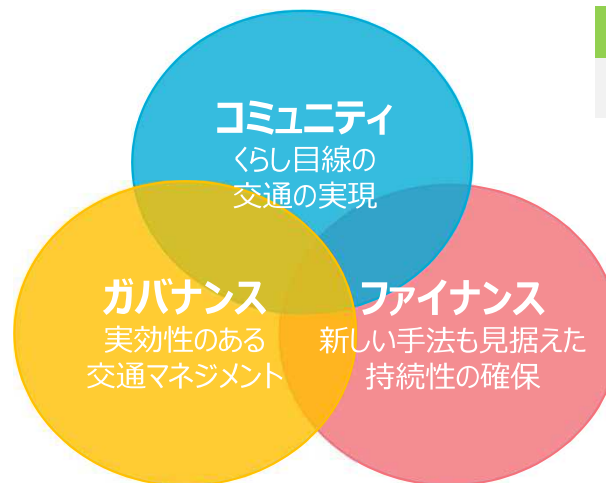 コミュニティ
くらし目線の
交通の実現
ガバナンス
実効性のある
交通マネジメント
ファイナンス
新しい手法も見据えた
持続性の確保